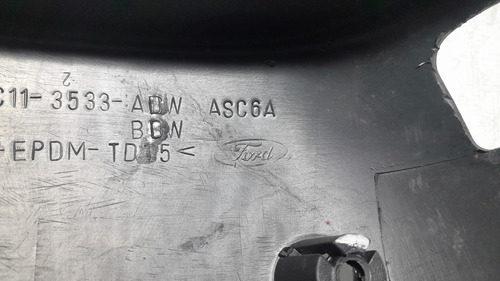 C11-3533-ADW ASC6A
2
BBW
-EPDM-TD15< Ford